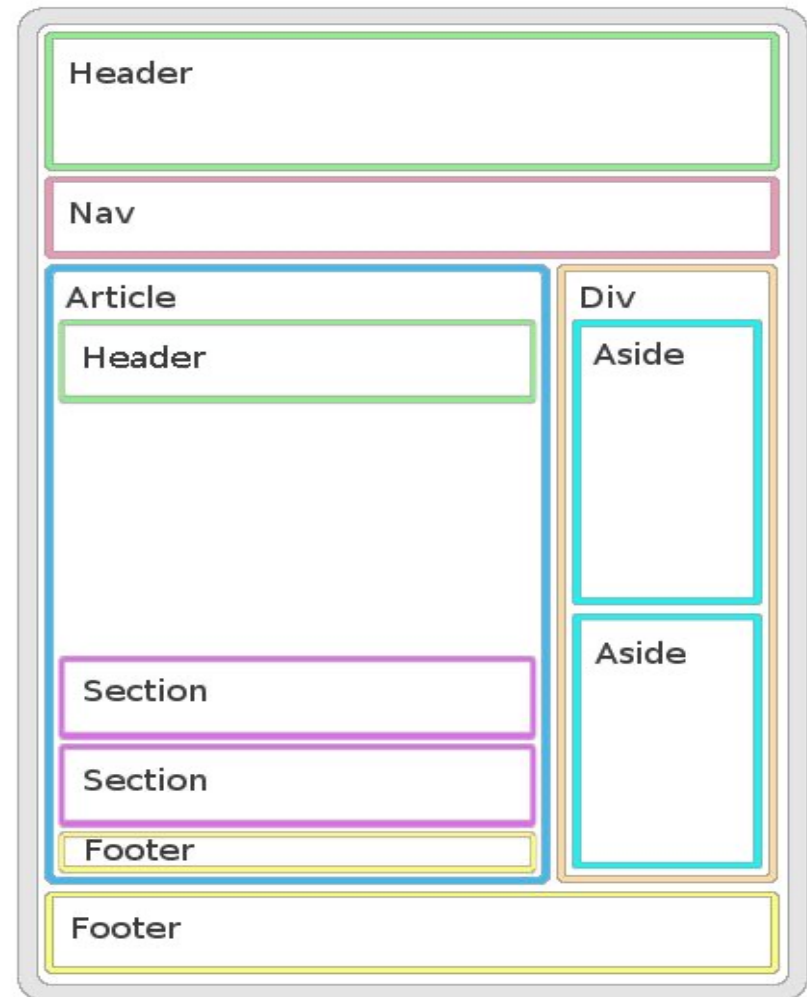 Header
Nav
Article
Header
Section
Section
Footer
Div
Aside
Aside
Footer